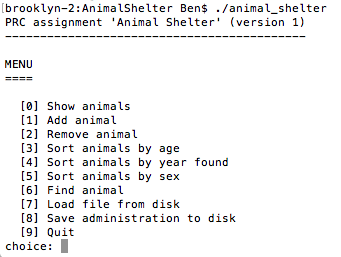 brooklyn-2:AnimalShelter Ben$ ./animal_shelter
PRC assignment 'Animal Shelter' (version 1)
-------------------------------------------
MENU
====
[0] Show animals
[1] Add animal
[2] Remove animal
[3] Sort animals by age
[4] Sort animals by year found
[5] Sort animals by sex
[6] Find animal
[7] Load file from disk
[8] Save administration to disk
[9] Quit
choice: